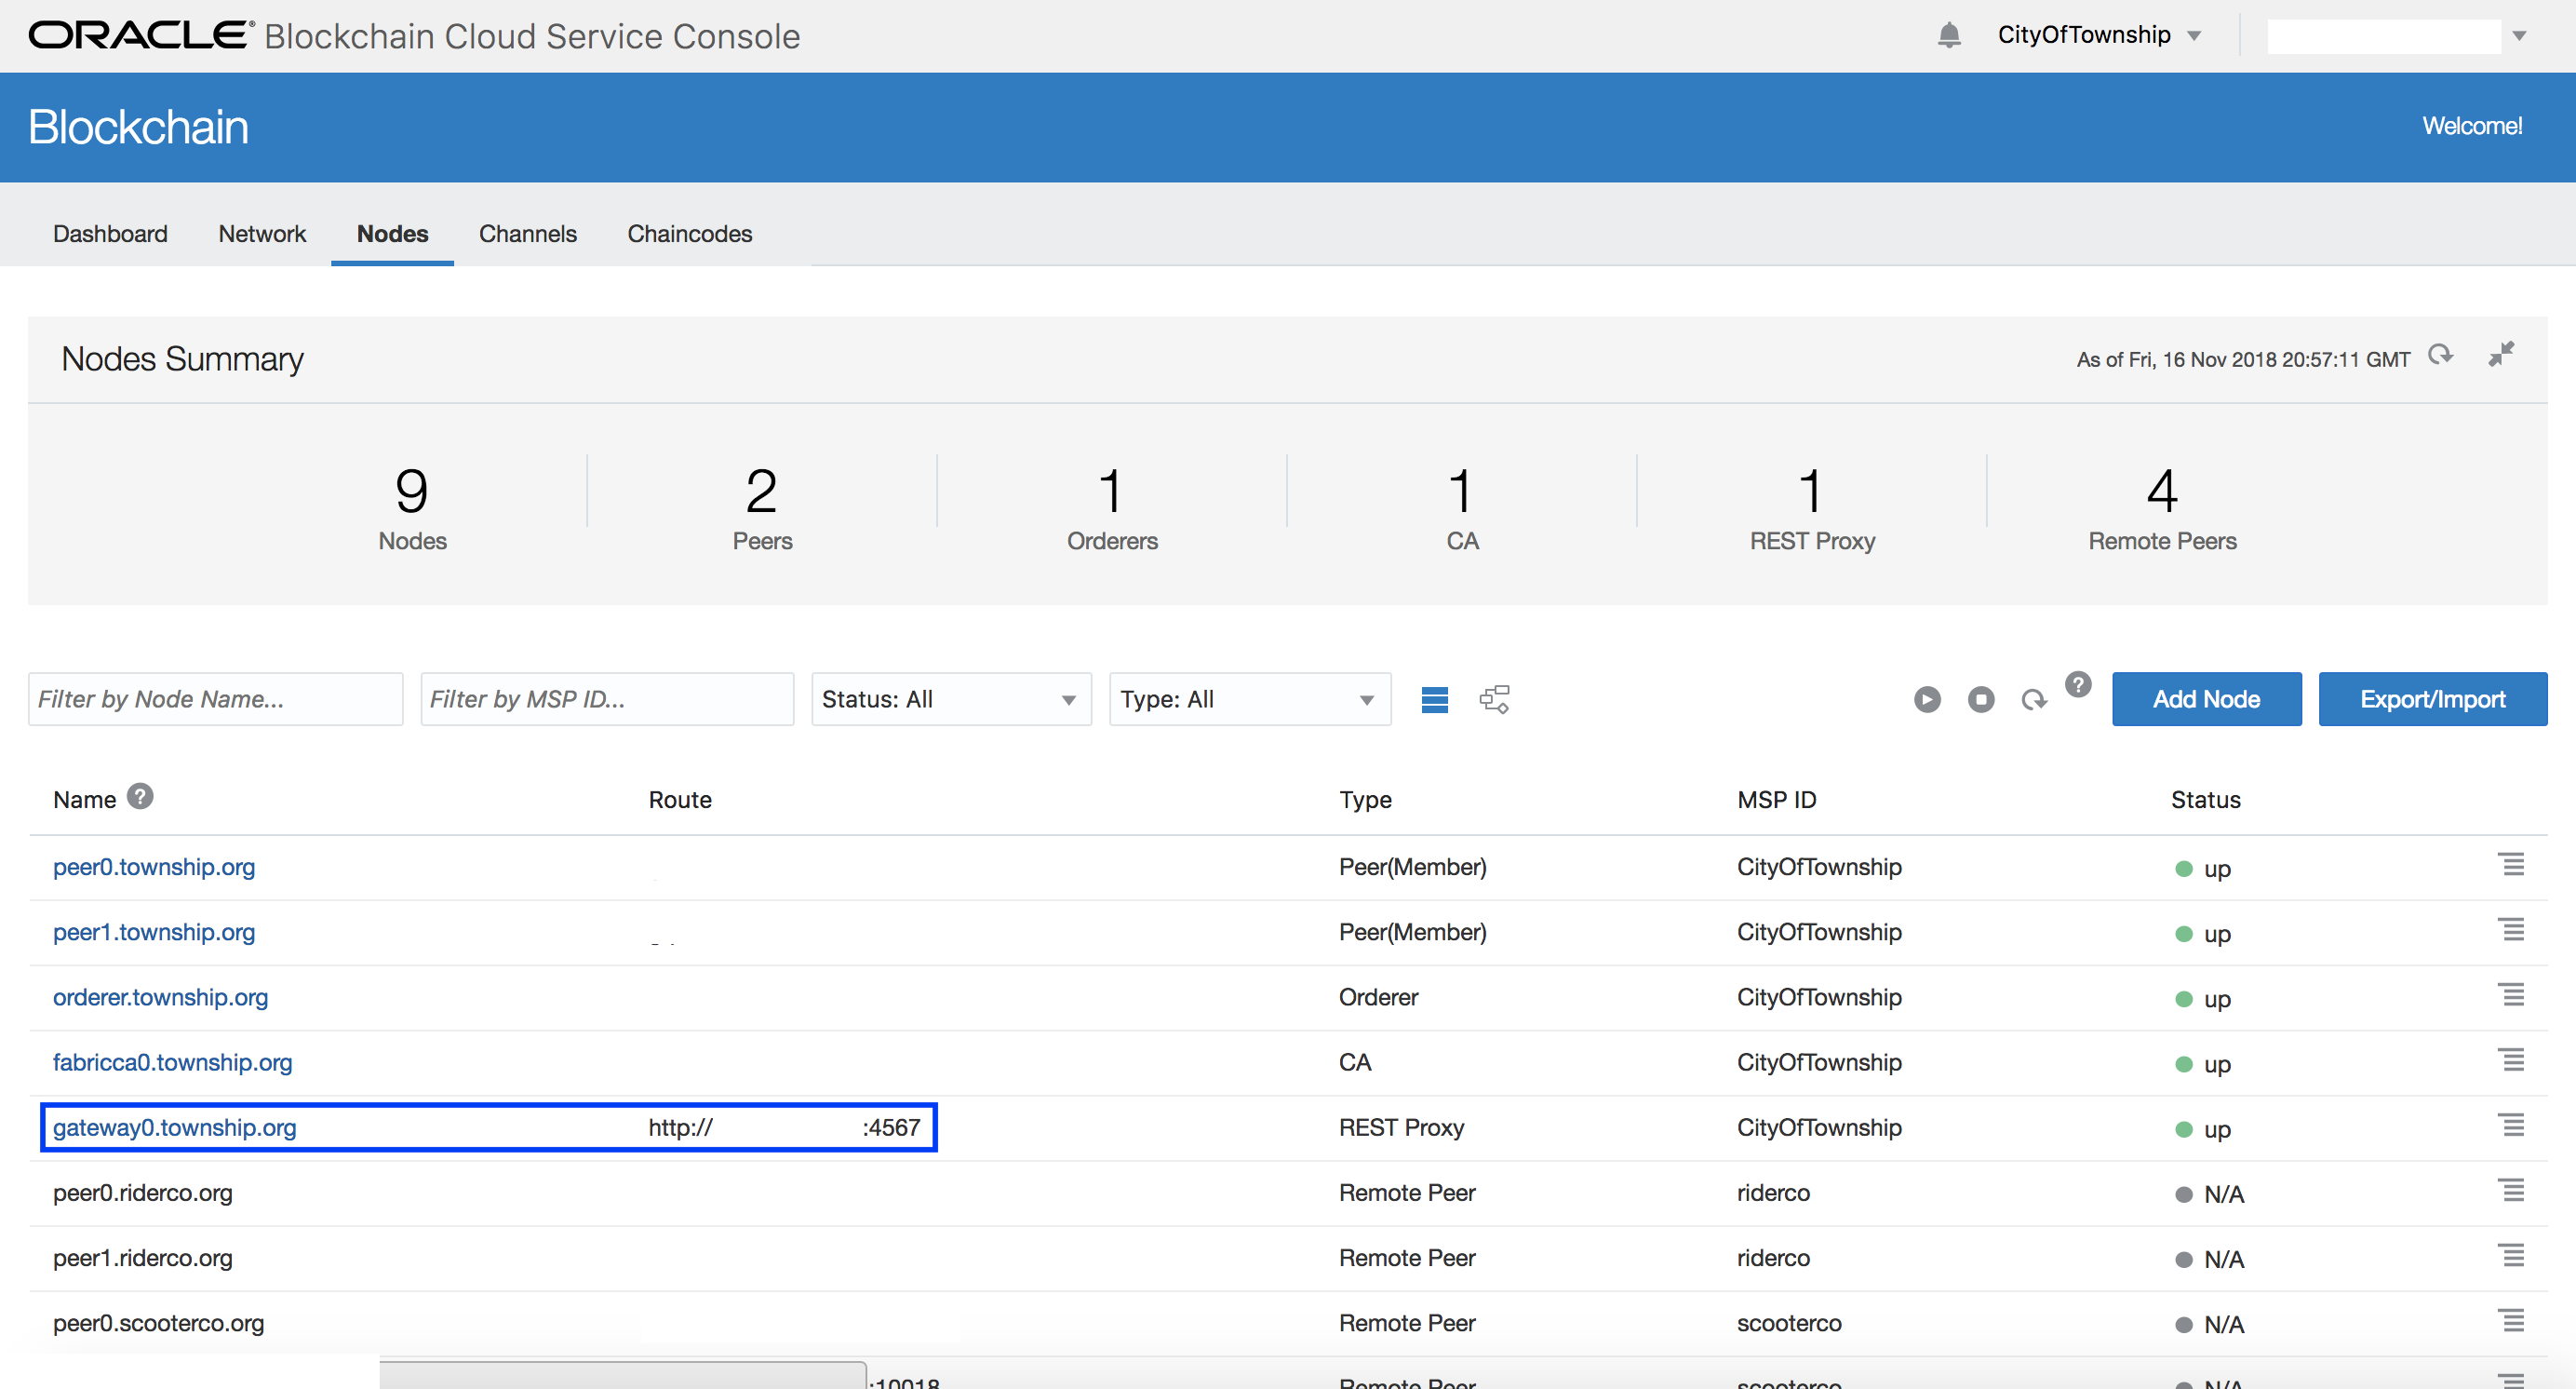 ORACLE® Blockchain Cloud Service Console
CityOfTownship
Blockchain
Welcome!
Dashboard Network Nodes Channels Chaincodes
Nodes Summary
As of Fri, 16 Nov 2018 20:57:11 GMT
9 2 1 1 1 4
Nodes Peers Orderers CA REST Proxy Remote Peers
Filter by Node Name... Filter by MSP ID... Status: All Type: All ? Add Node Export/Import
Name ? Route Type MSP ID Status
peer0.township.org Peer(Member) CityOfTownship up
peer1.township.org Peer(Member) CityOfTownship up
orderer.township.org Orderer CityOfTownship up
fabricca0.township.org CA CityOfTownship up
gateway0.township.org http:// :4567 REST Proxy CityOfTownship up
peer0.riderco.org Remote Peer riderco N/A
peer1.riderco.org Remote Peer riderco N/A
peer0.scooterco.org Remote Peer scooterco N/A
:10018 Remote Peer scooterco N/A